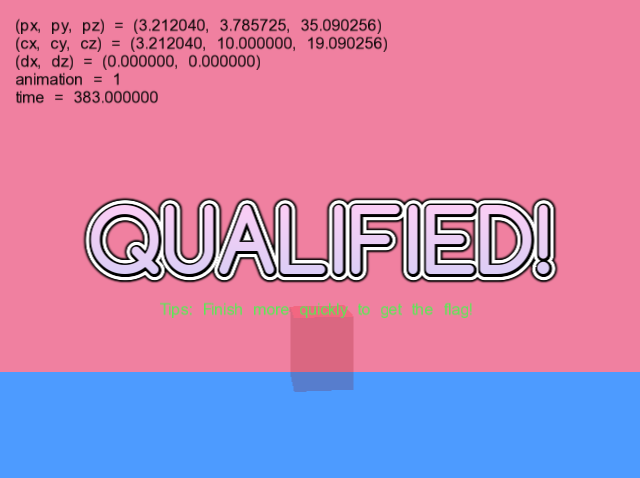 (px, py, pz) = (3.212040, 3.785725, 35.090256)
(cx, cy, cz) = (3.212040, 10.000000, 19.090256)
(dx, dz) = (0.000000, 0.000000)
animation = 1
time = 383.000000
QUALIFIED!
Tips: Finish more quickly to get the flag!